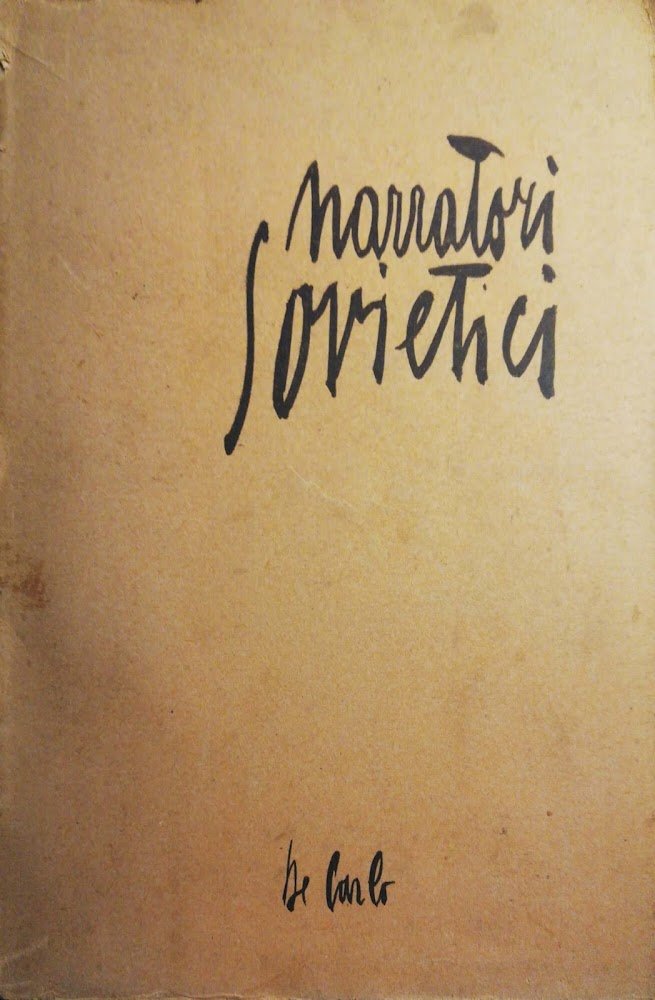 narratori
Sovietici
De Carlo